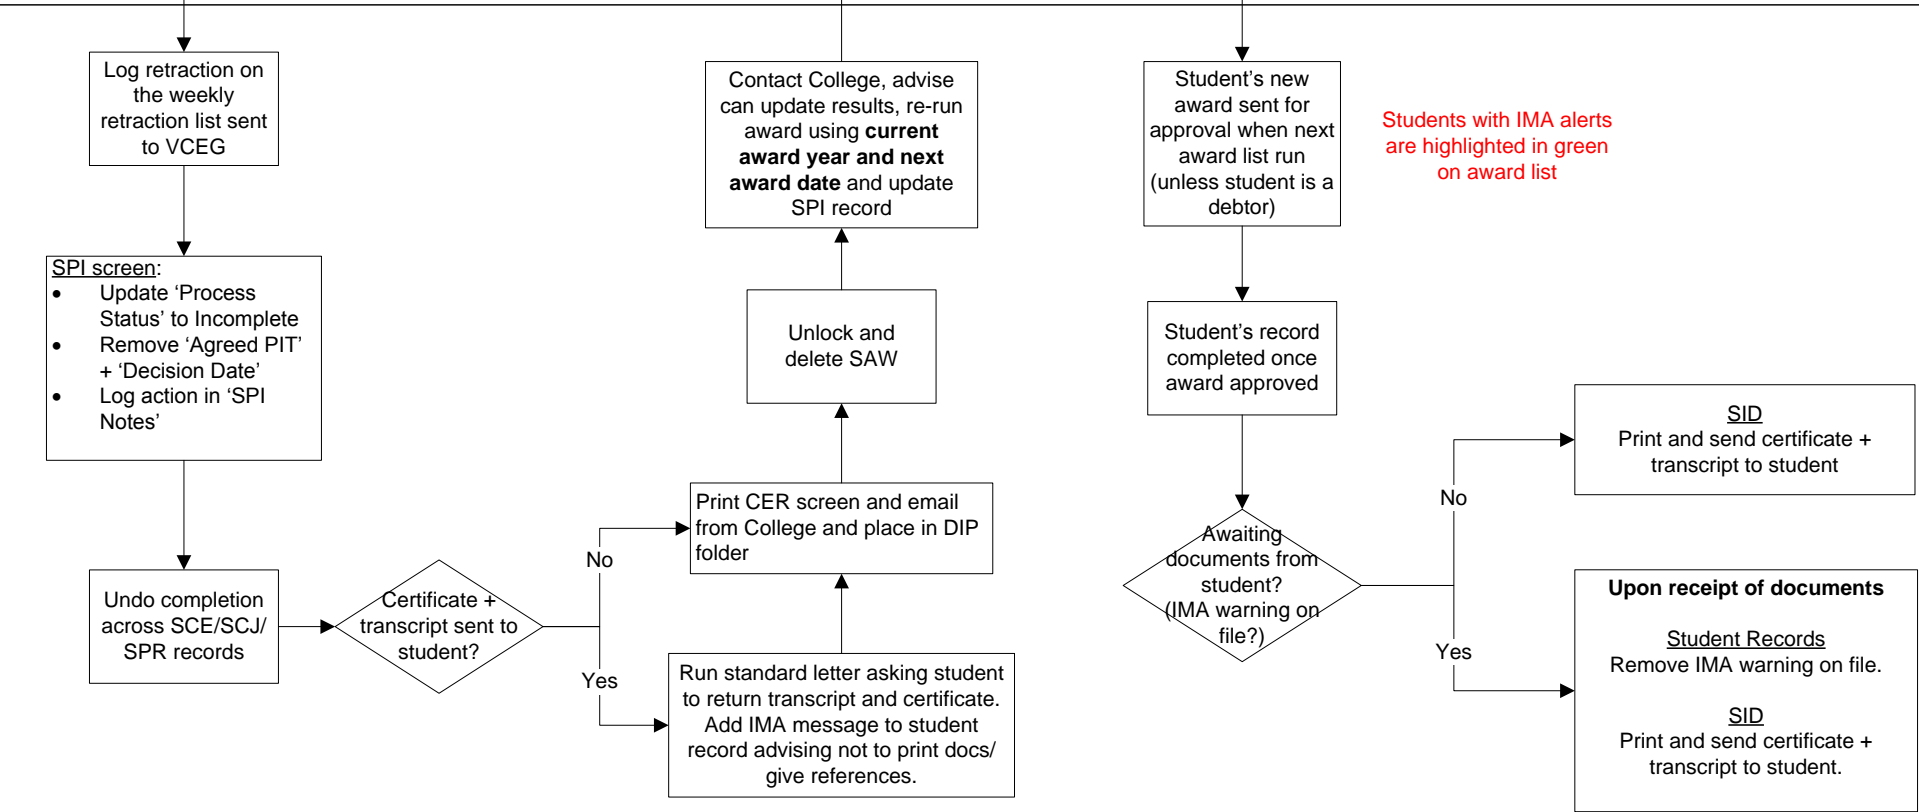 Log retraction on
the weekly
retraction list sent
to VCEG
SPI screen:
• Update ‘Process
Status’ to Incomplete
• Remove ‘Agreed PIT’
+ ‘Decision Date’
• Log action in ‘SPI
Notes’
Undo completion
across SCE/SCJ/
SPR records
Certificate +
transcript sent to
student?
No
Yes
Run standard letter asking student
to return transcript and certificate.
Add IMA message to student
record advising not to print docs/
give references.
Print CER screen and email
from College and place in DIP
folder
Unlock and
delete SAW
Contact College, advise
can update results, re-run
award using current
award year and next
award date and update
SPI record
Student’s new
award sent for
approval when next
award list run
(unless student is a
debtor)
Students with IMA alerts
are highlighted in green
on award list
Student’s record
completed once
award approved
Awaiting
documents from
student?
(IMA warning on
file?)
No
Yes
SID
Print and send certificate +
transcript to student
Upon receipt of documents
Student Records
Remove IMA warning on file.
SID
Print and send certificate +
transcript to student.